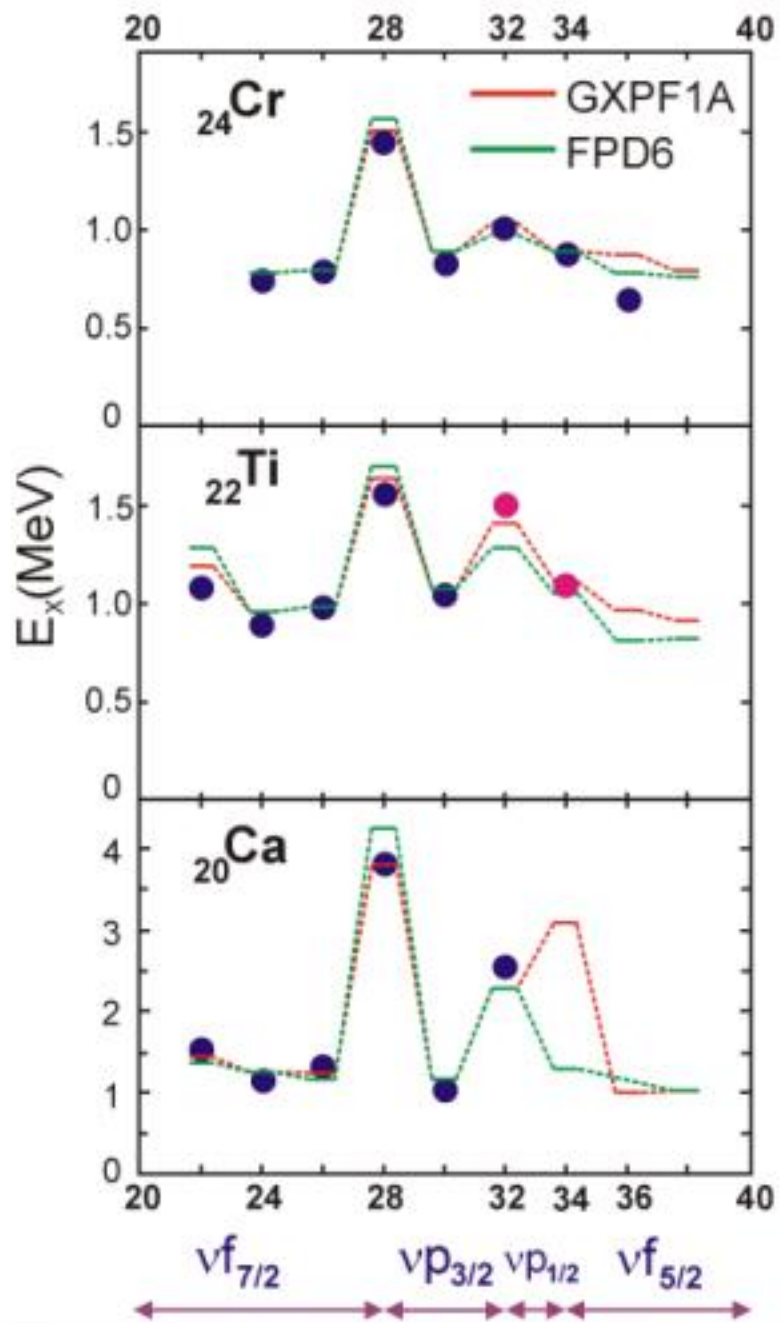 20 28 32 34 40
₂₄Cr
GXPF1A
FPD6
1.5
1.0
0.5
0
₂₂Ti
1.5
1.0
0.5
0
Eₓ(MeV)
₂₀Ca
4
3
2
1
0
20 24 28 32 34 36 40
νf₇/₂ νp₃/₂ νp₁/₂ νf₅/₂